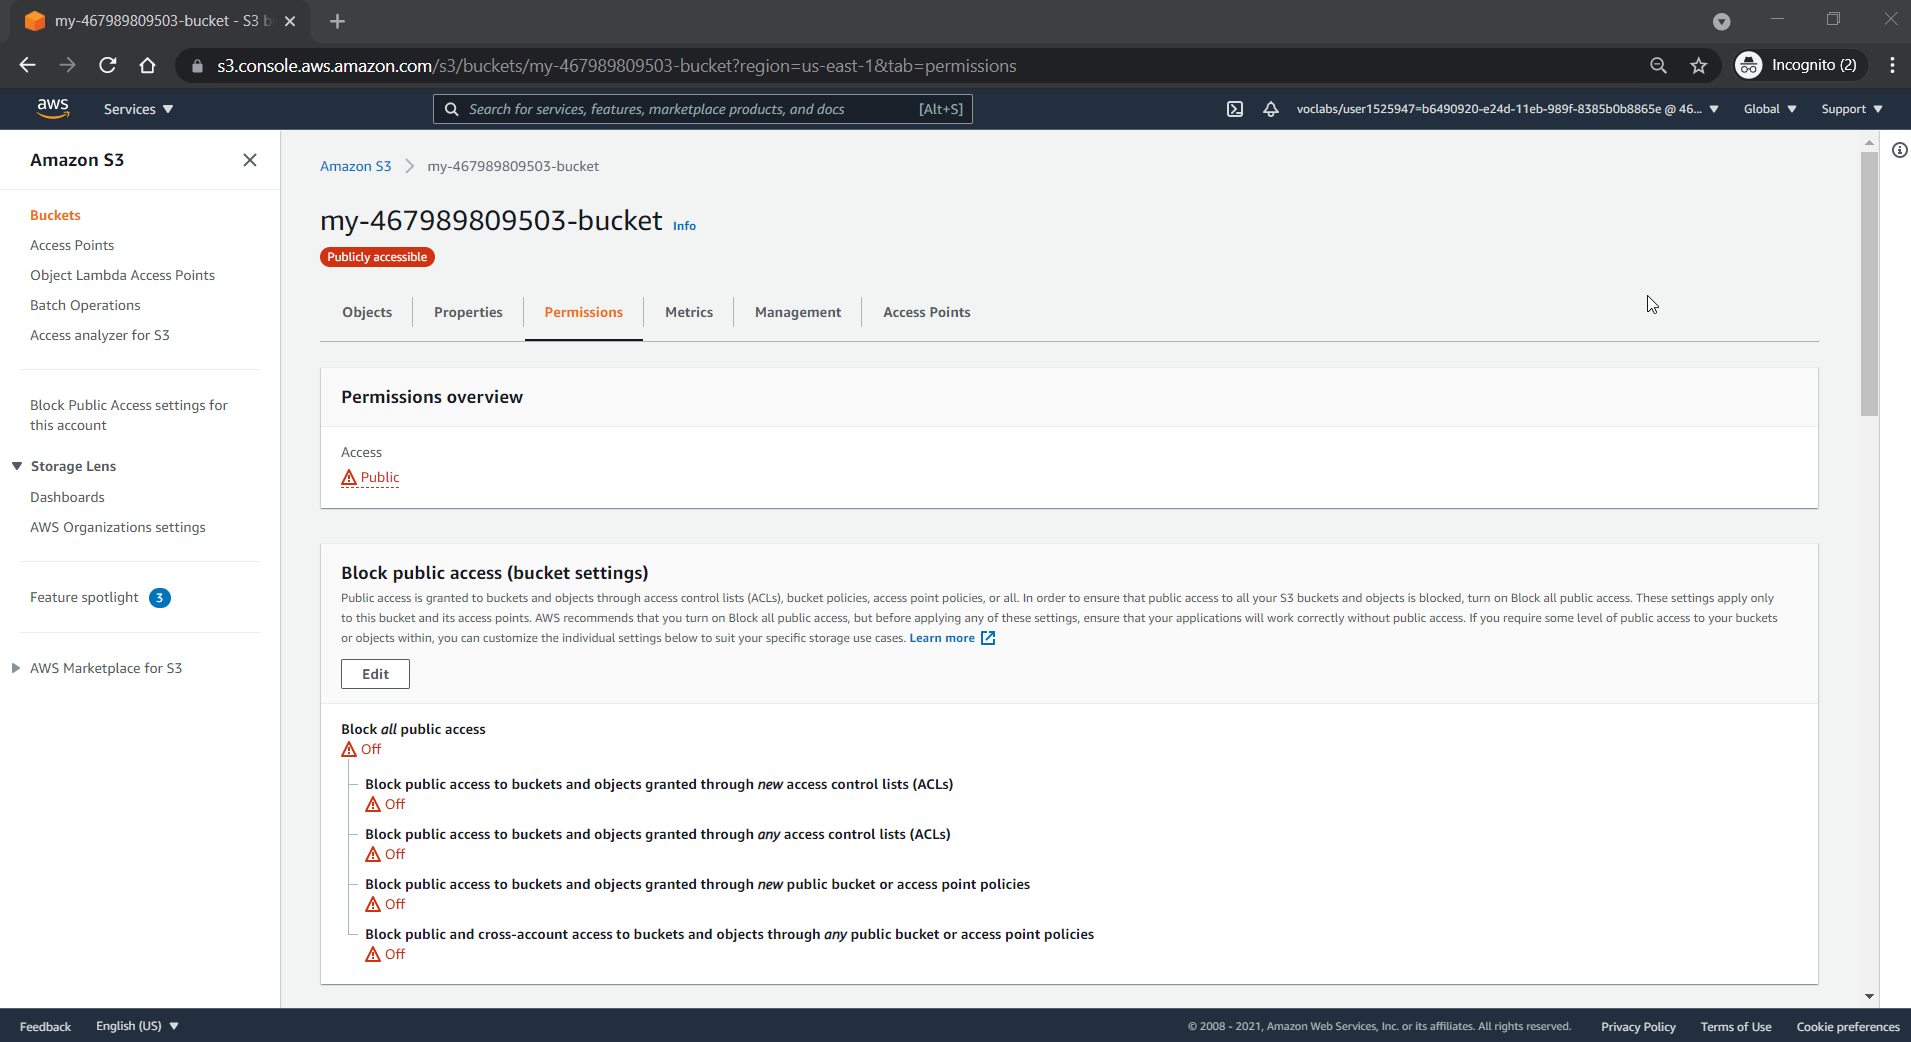 my-467989809503-bucket - S3 b
s3.console.aws.amazon.com/s3/buckets/my-467989809503-bucket?region=us-east-1&tab=permissions
Incognito (2)
aws
Services
Search for services, features, marketplace products, and docs
[Alt+S]
voclabs/user1525947=b6490920-e24d-11eb-989f-8385b0b8865e @ 46...
Global
Support
Amazon S3
Buckets
Access Points
Object Lambda Access Points
Batch Operations
Access analyzer for S3
Block Public Access settings for
this account
Storage Lens
Dashboards
AWS Organizations settings
Feature spotlight 3
AWS Marketplace for S3
Amazon S3 > my-467989809503-bucket
my-467989809503-bucket Info
Publicly accessible
Objects
Properties
Permissions
Metrics
Management
Access Points
Permissions overview
Access
Public
Block public access (bucket settings)
Public access is granted to buckets and objects through access control lists (ACLs), bucket policies, access point policies, or all. In order to ensure that public access to all your S3 buckets and objects is blocked, turn on Block all public access. These settings apply only
to this bucket and its access points. AWS recommends that you turn on Block all public access, but before applying any of these settings, ensure that your applications will work correctly without public access. If you require some level of public access to your buckets
or objects within, you can customize the individual settings below to suit your specific storage use cases. Learn more
Edit
Block all public access
Off
Block public access to buckets and objects granted through new access control lists (ACLs)
Off
Block public access to buckets and objects granted through any access control lists (ACLs)
Off
Block public access to buckets and objects granted through new public bucket or access point policies
Off
Block public and cross-account access to buckets and objects through any public bucket or access point policies
Off
Feedback
English (US)
© 2008 - 2021, Amazon Web Services, Inc. or its affiliates. All rights reserved.
Privacy Policy
Terms of Use
Cookie preferences